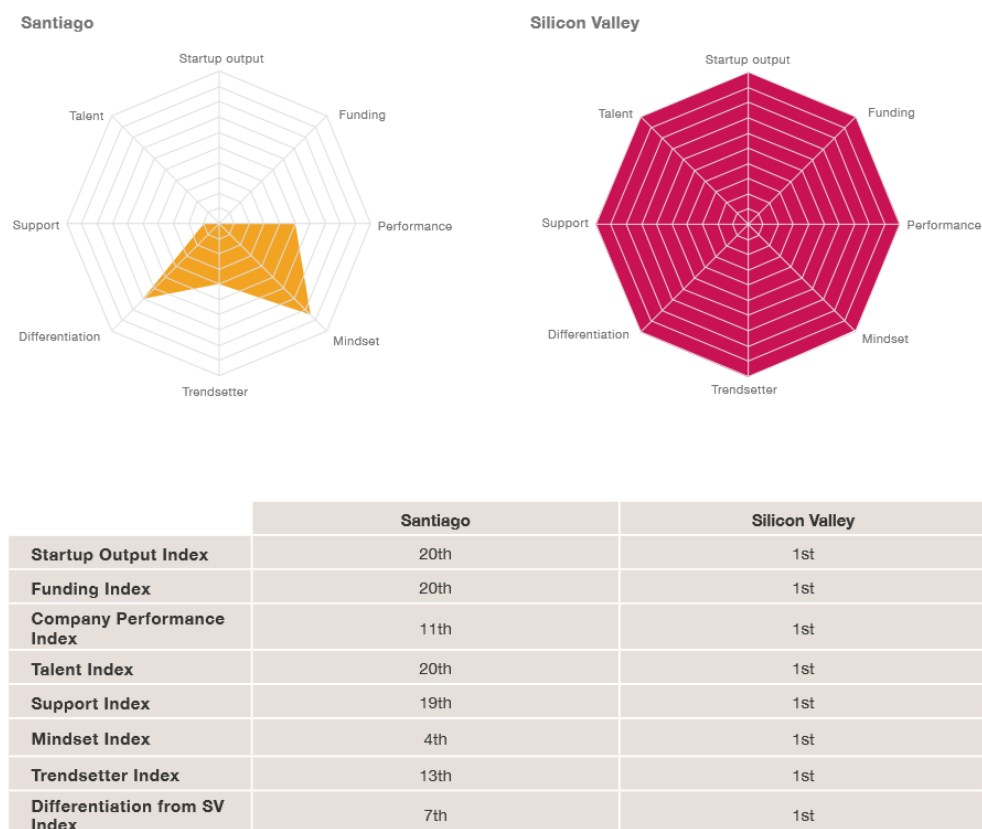 Santiago
Silicon Valley
Startup output
Talent
Funding
Support
Performance
Differentiation
Mindset
Trendsetter
Startup output
Talent
Funding
Support
Performance
Differentiation
Mindset
Trendsetter
Santiago Silicon Valley
Startup Output Index 20th 1st
Funding Index 20th 1st
Company Performance
Index 11th 1st
Talent Index 20th 1st
Support Index 19th 1st
Mindset Index 4th 1st
Trendsetter Index 13th 1st
Differentiation from SV
Index 7th 1st